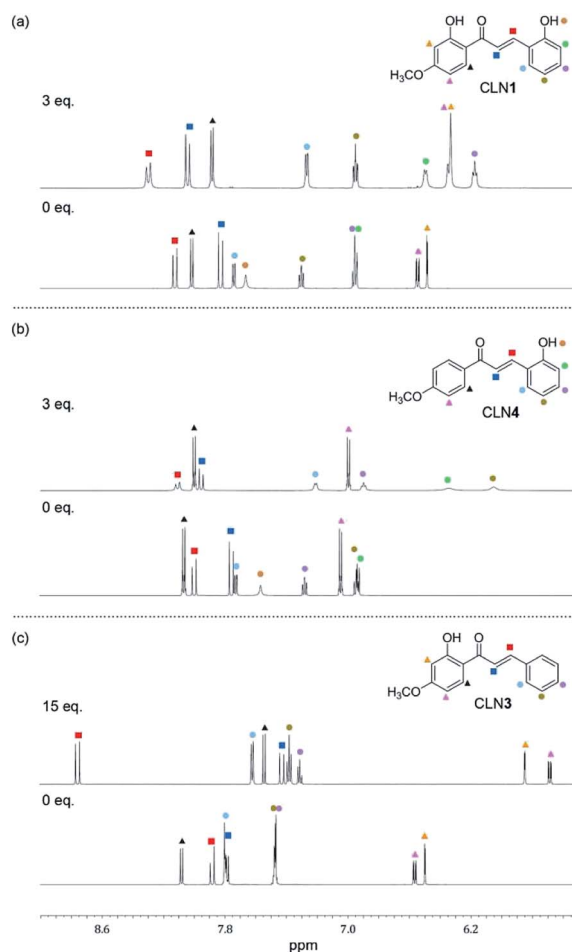 (a)
OH O OH
H₃CO
CLN1
3 eq.
0 eq.
(b)
O OH
H₃CO
CLN4
3 eq.
0 eq.
(c)
OH O
H₃CO
CLN3
15 eq.
0 eq.
8.6 7.8 7.0 6.2
ppm